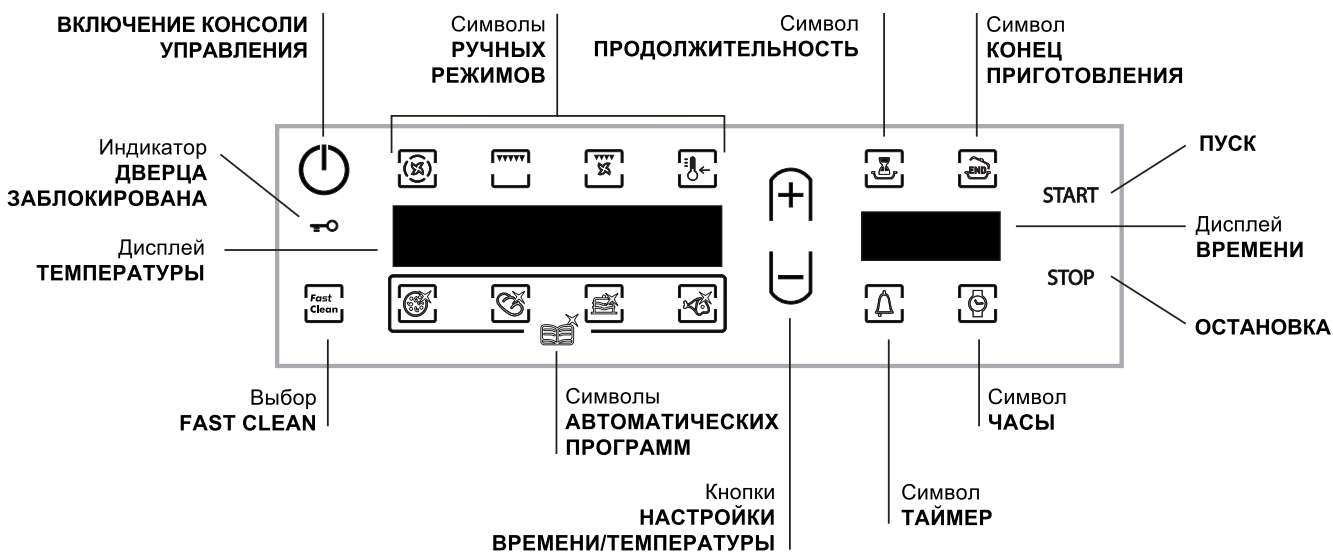 ВКЛЮЧЕНИЕ КОНСОЛИ
УПРАВЛЕНИЯ
Символы
РУЧНЫХ
РЕЖИМОВ
Символ
ПРОДОЛЖИТЕЛЬНОСТЬ
Символ
КОНЕЦ
ПРИГОТОВЛЕНИЯ
Индикатор
ДВЕРЦА
ЗАБЛОКИРОВАНА
Дисплей
ТЕМПЕРАТУРЫ
END
START
STOP
ПУСК
Дисплей
ВРЕМЕНИ
ОСТАНОВКА
Fast
Clean
Выбор
FAST CLEAN
Символы
АВТОМАТИЧЕСКИХ
ПРОГРАММ
Символ
ЧАСЫ
Кнопки
НАСТРОЙКИ
ВРЕМЕНИ/ТЕМПЕРАТУРЫ
Символ
ТАЙМЕР